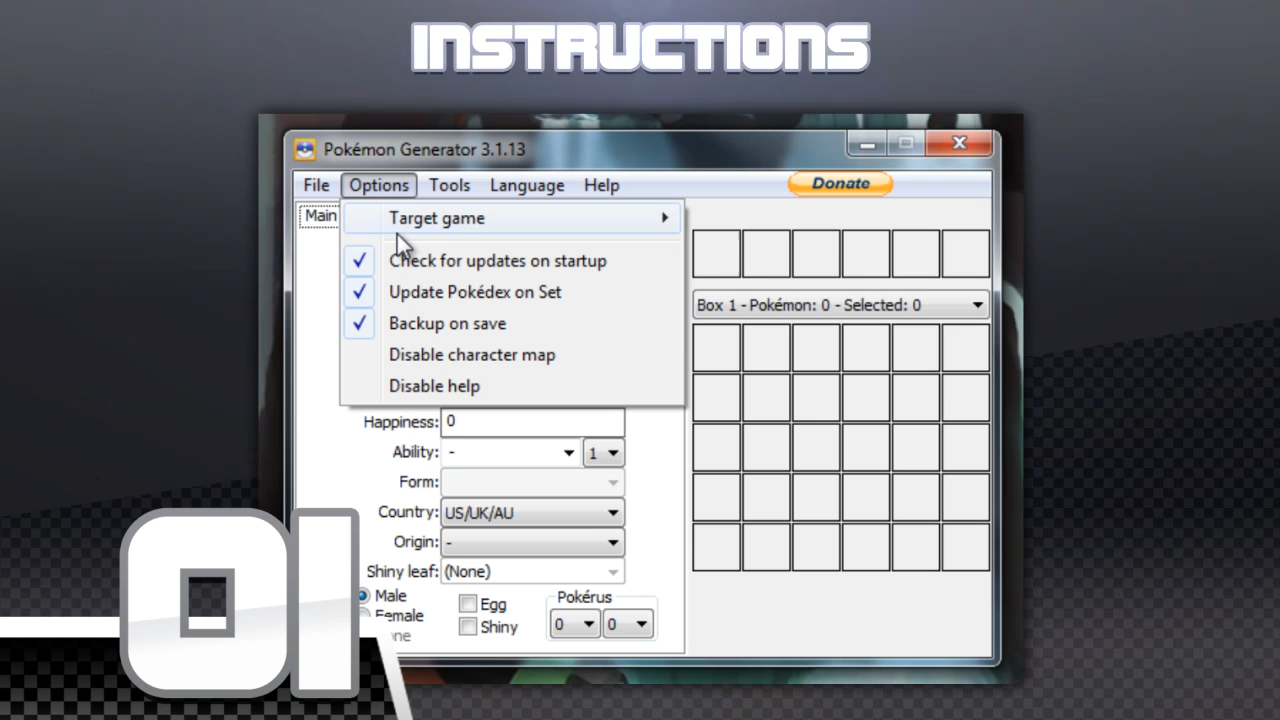 INSTRUCTIONS
Pokémon Generator 3.1.13
File Options Tools Language Help Donate
Main
Target game
Check for updates on startup
Update Pokédex on Set
Backup on save
Disable character map
Disable help
Box 1 - Pokémon: 0 - Selected: 0
Happiness: 0
Ability: - 1
Form:
Country: US/UK/AU
Origin: -
Shiny leaf: (None)
Male
Female
Egg
Shiny
Pokérus
0 0
01